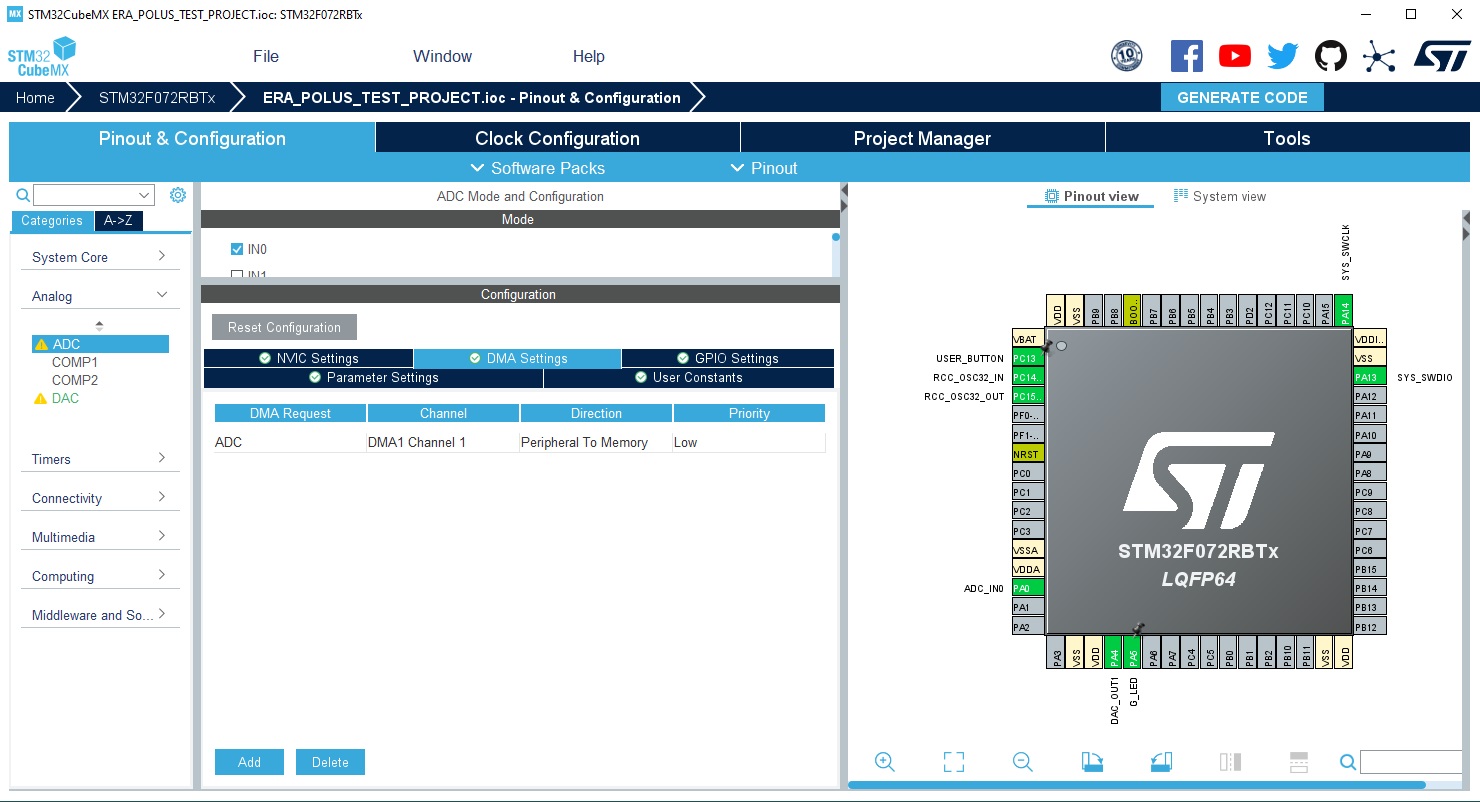 MX STM32CubeMX ERA_POLUS_TEST_PROJECT.ioc: STM32F072RBTx
STM32
CubeMX
File Window Help
10
Home STM32F072RBTx ERA_POLUS_TEST_PROJECT.ioc - Pinout & Configuration GENERATE CODE
Pinout & Configuration Clock Configuration Project Manager Tools
Software Packs Pinout
ADC Mode and Configuration
Pinout view System view
Categories A->Z
Mode
System Core
IN0
IN1
Analog
Configuration
Reset Configuration
ADC
COMP1
COMP2
DAC
Timers
Connectivity
Multimedia
Computing
Middleware and So...
NVIC Settings DMA Settings GPIO Settings
Parameter Settings User Constants
DMA Request Channel Direction Priority
ADC DMA1 Channel 1 Peripheral To Memory Low
Add Delete
SYS_SWCLK
VDD VSS PB9 PB8 BOO.. PB7 PB6 PB5 PB4 PB3 PD2 PC12 PC11 PC10 PA15 PA14
VBAT VDDI..
USER_BUTTON PC13 VSS
RCC_OSC32_IN PC14.. PA13 SYS_SWDIO
RCC_OSC32_OUT PC15.. PA12
PF0-.. PA11
PF1-.. PA10
NRST PA9
PC0 PA8
PC1 PC9
PC2 PC8
PC3 PC7
VSSA PC6
VDDA PB15
ADC_IN0 PA0 PB14
PA1 PB13
PA2 PB12
STM32F072RBTx
LQFP64
PA3 VSS VDD PA4 PA5 PA6 PA7 PC4 PC5 PB0 PB1 PB2 PB10 PB11 VSS VDD
DAC_OUT1 G_LED